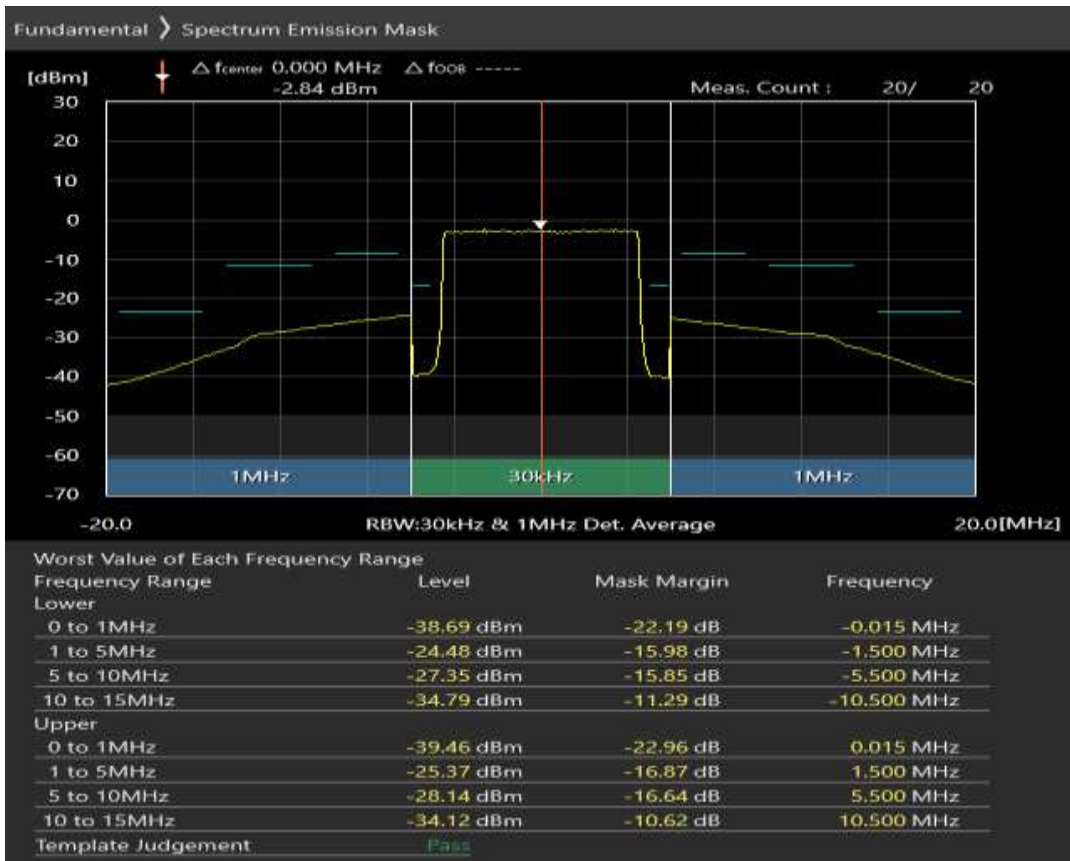 Fundamental 〉 Spectrum Emission Mask
[dBm]
△ fcenter 0.000 MHz △ fOOB -----
-2.84 dBm
Meas. Count : 20/ 20
30
20
10
0
-10
-20
-30
-40
-50
-60
-70
1MHz 30kHz 1MHz
-20.0 RBW:30kHz & 1MHz Det. Average 20.0[MHz]
Worst Value of Each Frequency Range
Frequency Range Level Mask Margin Frequency
Lower
0 to 1MHz -38.69 dBm -22.19 dB -0.015 MHz
1 to 5MHz -24.48 dBm -15.98 dB -1.500 MHz
5 to 10MHz -27.35 dBm -15.85 dB -5.500 MHz
10 to 15MHz -34.79 dBm -11.29 dB -10.500 MHz
Upper
0 to 1MHz -39.46 dBm -22.96 dB 0.015 MHz
1 to 5MHz -25.37 dBm -16.87 dB 1.500 MHz
5 to 10MHz -28.14 dBm -16.64 dB 5.500 MHz
10 to 15MHz -34.12 dBm -10.62 dB 10.500 MHz
Template Judgement Pass